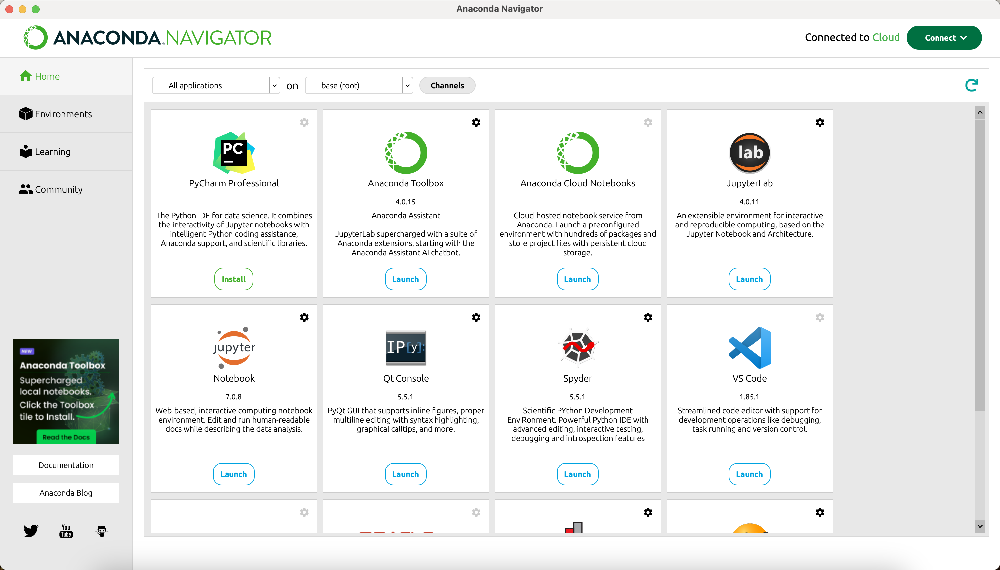 Anaconda Navigator
ANACONDA.NAVIGATOR
Connected to Cloud
Connect
Home
Environments
Learning
Community
All applications
on
base (root)
Channels
PC
PyCharm Professional
The Python IDE for data science. It combines
the interactivity of Jupyter notebooks with
intelligent Python coding assistance,
Anaconda support, and scientific libraries.
Install
Anaconda Toolbox
4.0.15
Anaconda Assistant
JupyterLab supercharged with a suite of
Anaconda extensions, starting with the
Anaconda Assistant AI chatbot.
Launch
Anaconda Cloud Notebooks
Cloud-hosted notebook service from
Anaconda. Launch a preconfigured
environment with hundreds of packages and
store project files with persistent cloud
storage.
Launch
lab
JupyterLab
4.0.11
An extensible environment for interactive
and reproducible computing, based on the
Jupyter Notebook and Architecture.
Launch
jupyter
Notebook
7.0.8
Web-based, interactive computing notebook
environment. Edit and run human-readable
docs while describing the data analysis.
Launch
IP[y]:
Qt Console
5.5.1
PyQt GUI that supports inline figures, proper
multiline editing with syntax highlighting,
graphical calltips, and more.
Launch
Spyder
5.5.1
Scientific PYthon Development
EnviRonment. Powerful Python IDE with
advanced editing, interactive testing,
debugging and introspection features
Launch
VS Code
1.85.1
Streamlined code editor with support for
development operations like debugging,
task running and version control.
Launch
NEW
Anaconda Toolbox
Supercharged
local notebooks.
Click the Toolbox
tile to Install.
Read the Docs
Documentation
Anaconda Blog
You
Tube